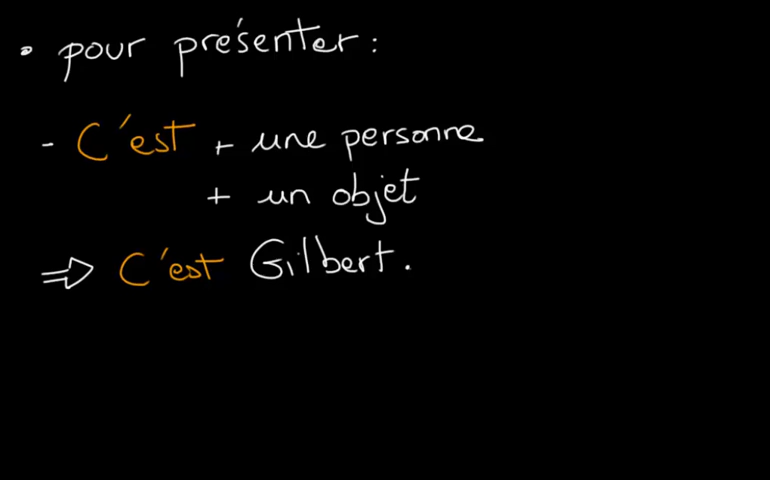 • pour présenter :
- C'est + une personne
+ un objet
⇒ C'est Gilbert.